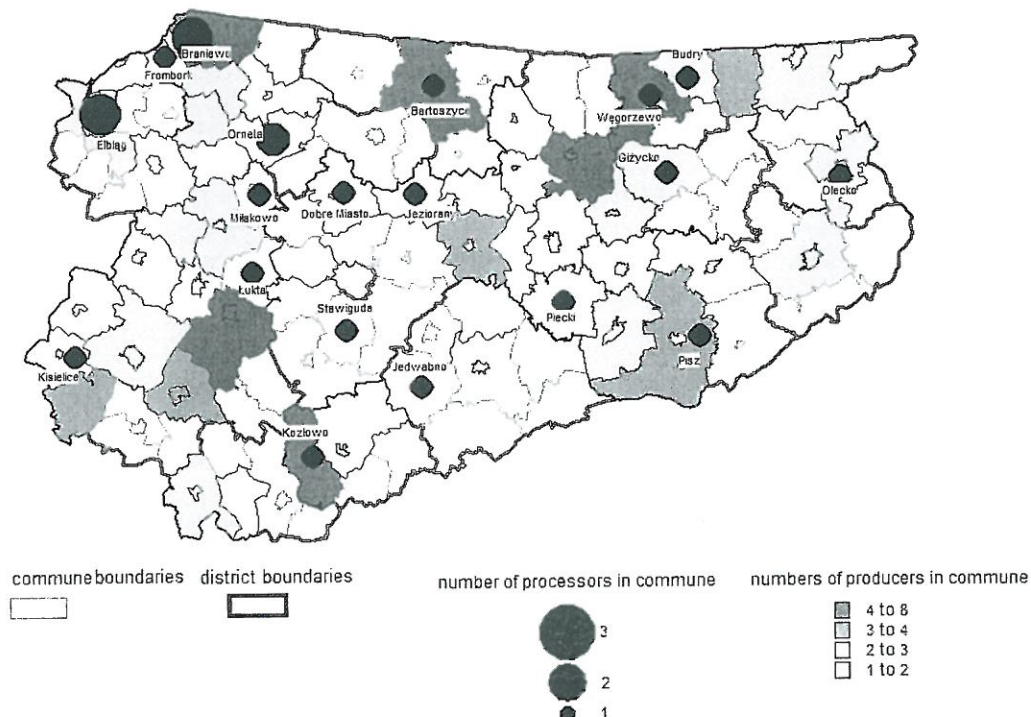 Braniewo
Frombork
Budry
Bartoszyce
Węgorzewo
Elbląg
Orneta
Giżycko
Olecko
Miłakowo
Dobre Miasto
Jeziorany
Łukta
Stawiguda
Piecki
Pisz
Kisielice
Jedwabno
Kozłowo
commune boundaries
district boundaries
number of processors in commune
3
2
1
numbers of producers in commune
4 to 8
3 to 4
2 to 3
1 to 2